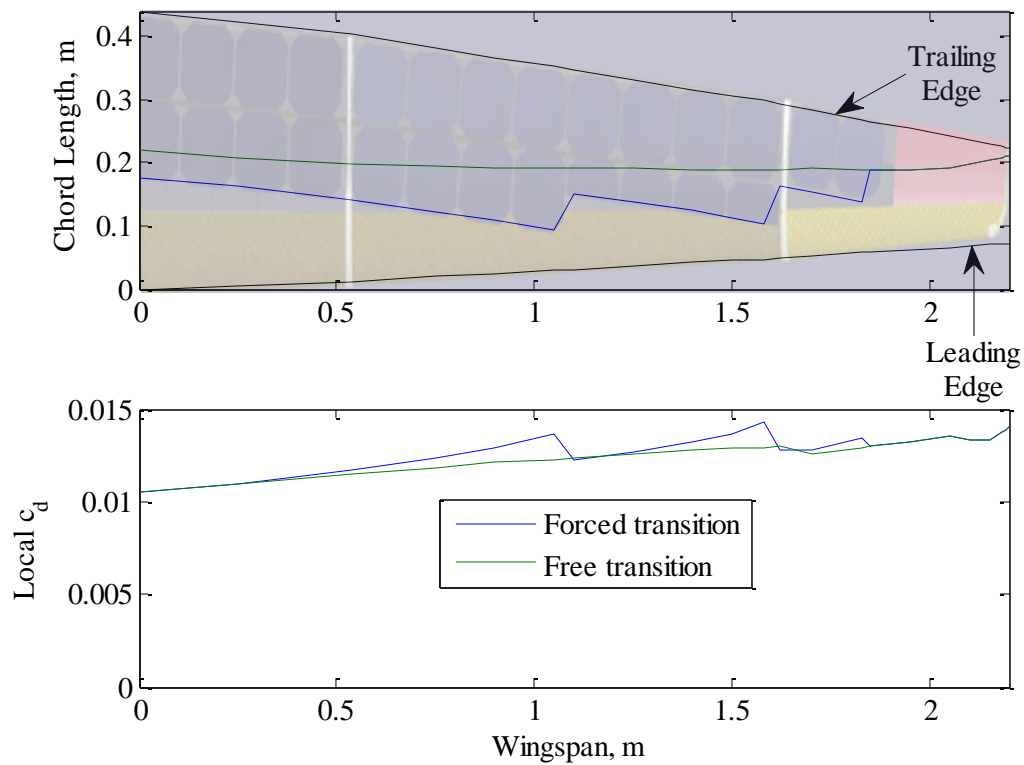 0.4
0.3
0.2
0.1
0
Chord Length, m
Trailing
Edge
0
0.5
1
1.5
2
Leading
Edge
0.015
0.01
0.005
0
Local c_d
Forced transition
Free transition
0
0.5
1
1.5
2
Wingspan, m